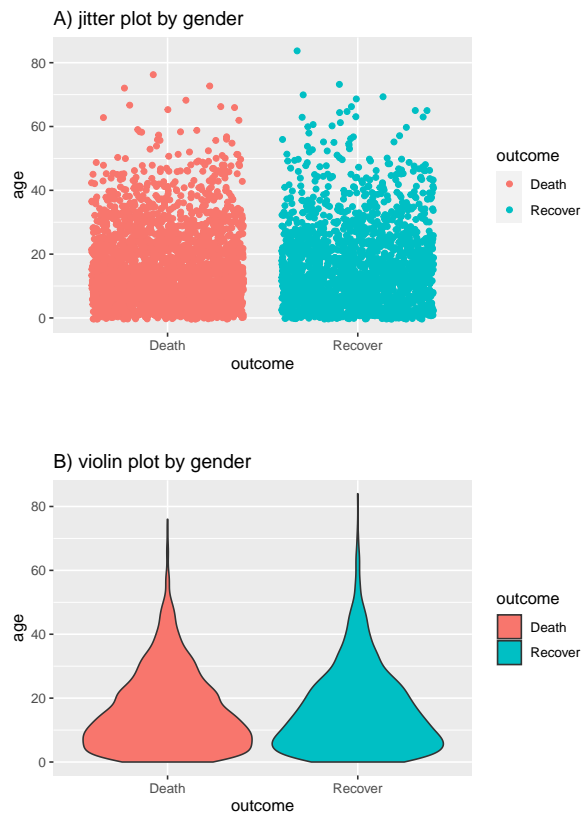 A) jitter plot by gender
80
60
40
20
0
age
Death
Recover
outcome
outcome
Death
Recover
B) violin plot by gender
80
60
40
20
0
age
Death
Recover
outcome
outcome
Death
Recover